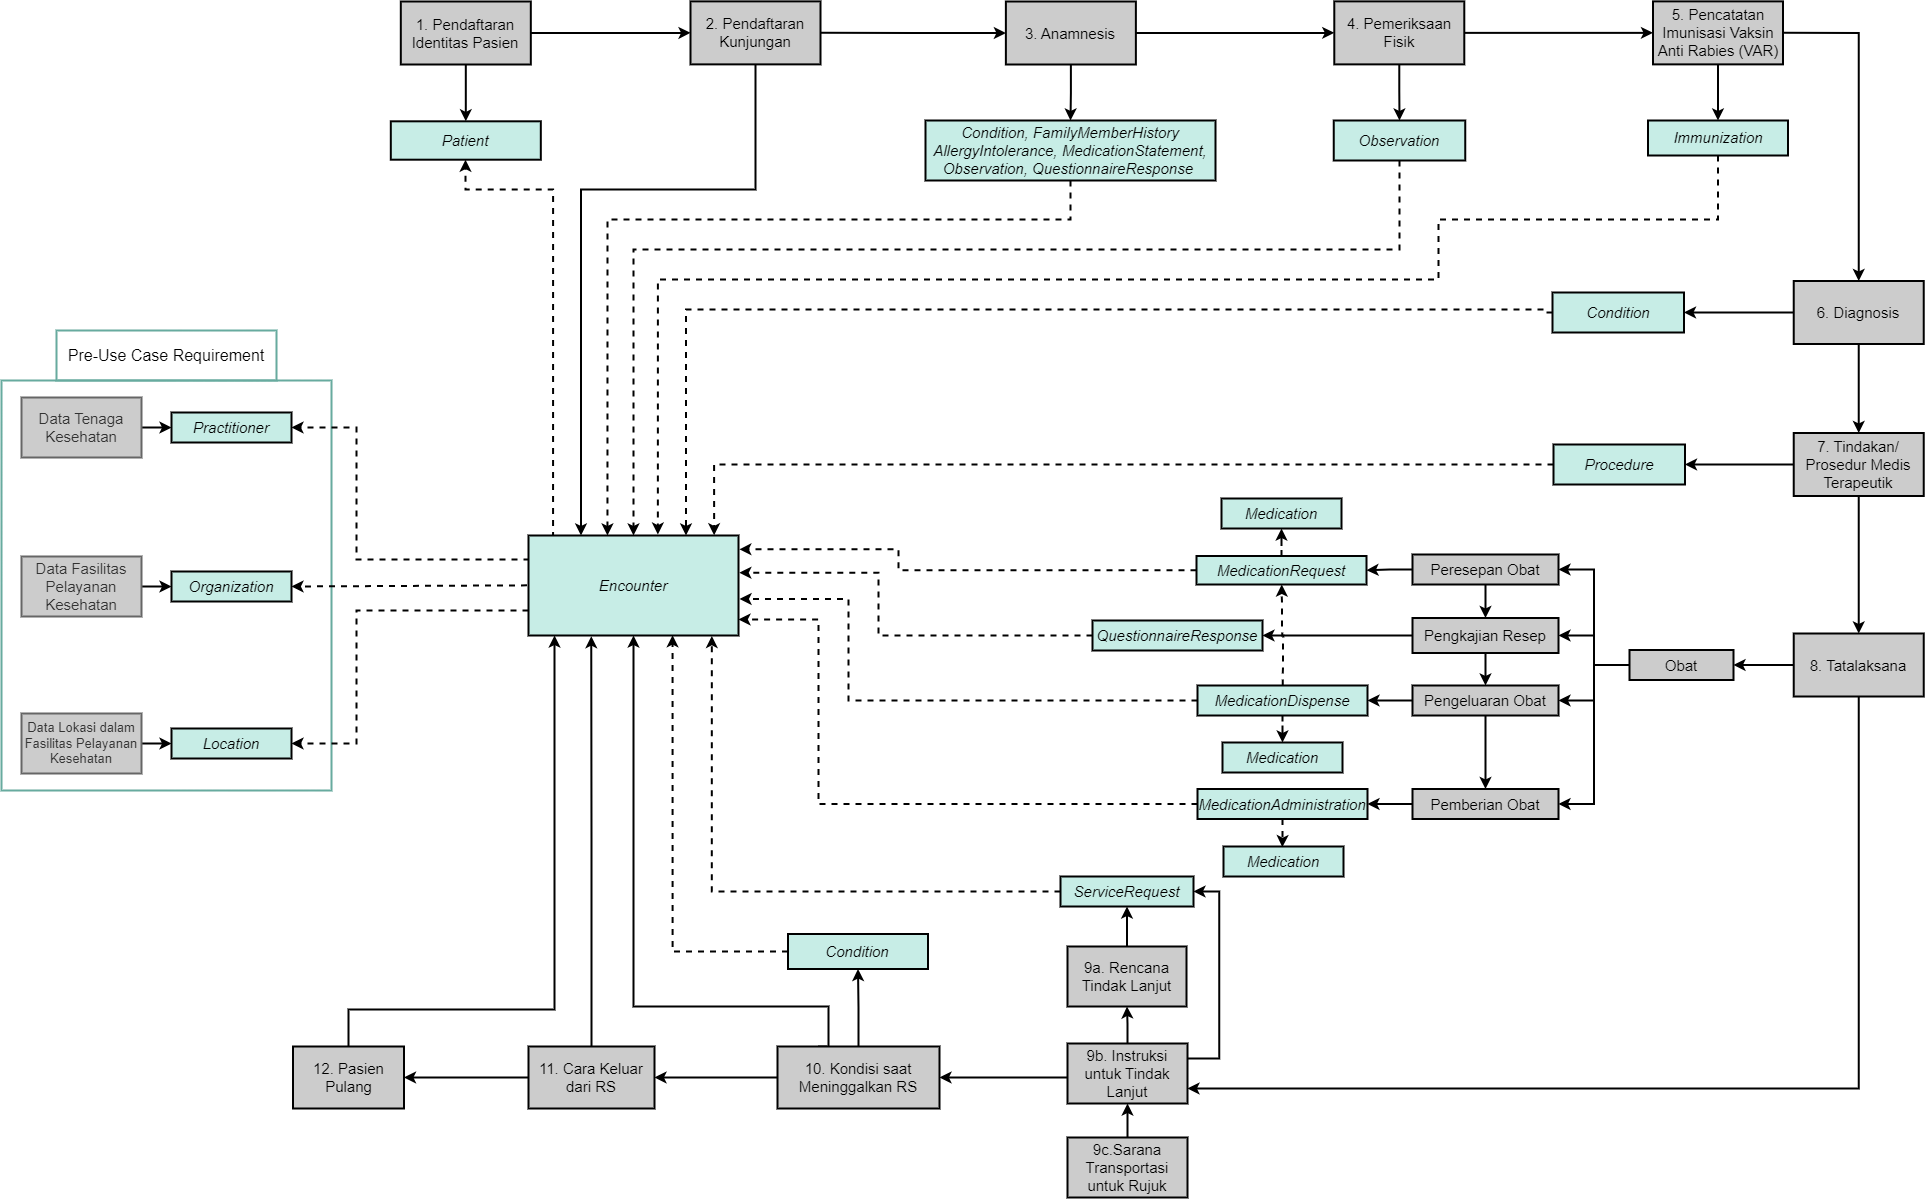 1. Pendaftaran
Identitas Pasien
2. Pendaftaran
Kunjungan
3. Anamnesis
4. Pemeriksaan
Fisik
5. Pencatatan
Imunisasi Vaksin
Anti Rabies (VAR)
Patient
Condition, FamilyMemberHistory
AllergyIntolerance, MedicationStatement,
Observation, QuestionnaireResponse
Observation
Immunization
Condition
6. Diagnosis
Pre-Use Case Requirement
Data Tenaga
Kesehatan
Practitioner
Procedure
7. Tindakan/
Prosedur Medis
Terapeutik
Medication
Data Fasilitas
Pelayanan
Kesehatan
Organization
Encounter
MedicationRequest
Peresepan Obat
QuestionnaireResponse
Pengkajian Resep
Obat
8. Tatalaksana
MedicationDispense
Pengeluaran Obat
Data Lokasi dalam
Fasilitas Pelayanan
Kesehatan
Location
Medication
MedicationAdministration
Pemberian Obat
Medication
ServiceRequest
Condition
9a. Rencana
Tindak Lanjut
12. Pasien
Pulang
11. Cara Keluar
dari RS
10. Kondisi saat
Meninggalkan RS
9b. Instruksi
untuk Tindak
Lanjut
9c.Sarana
Transportasi
untuk Rujuk